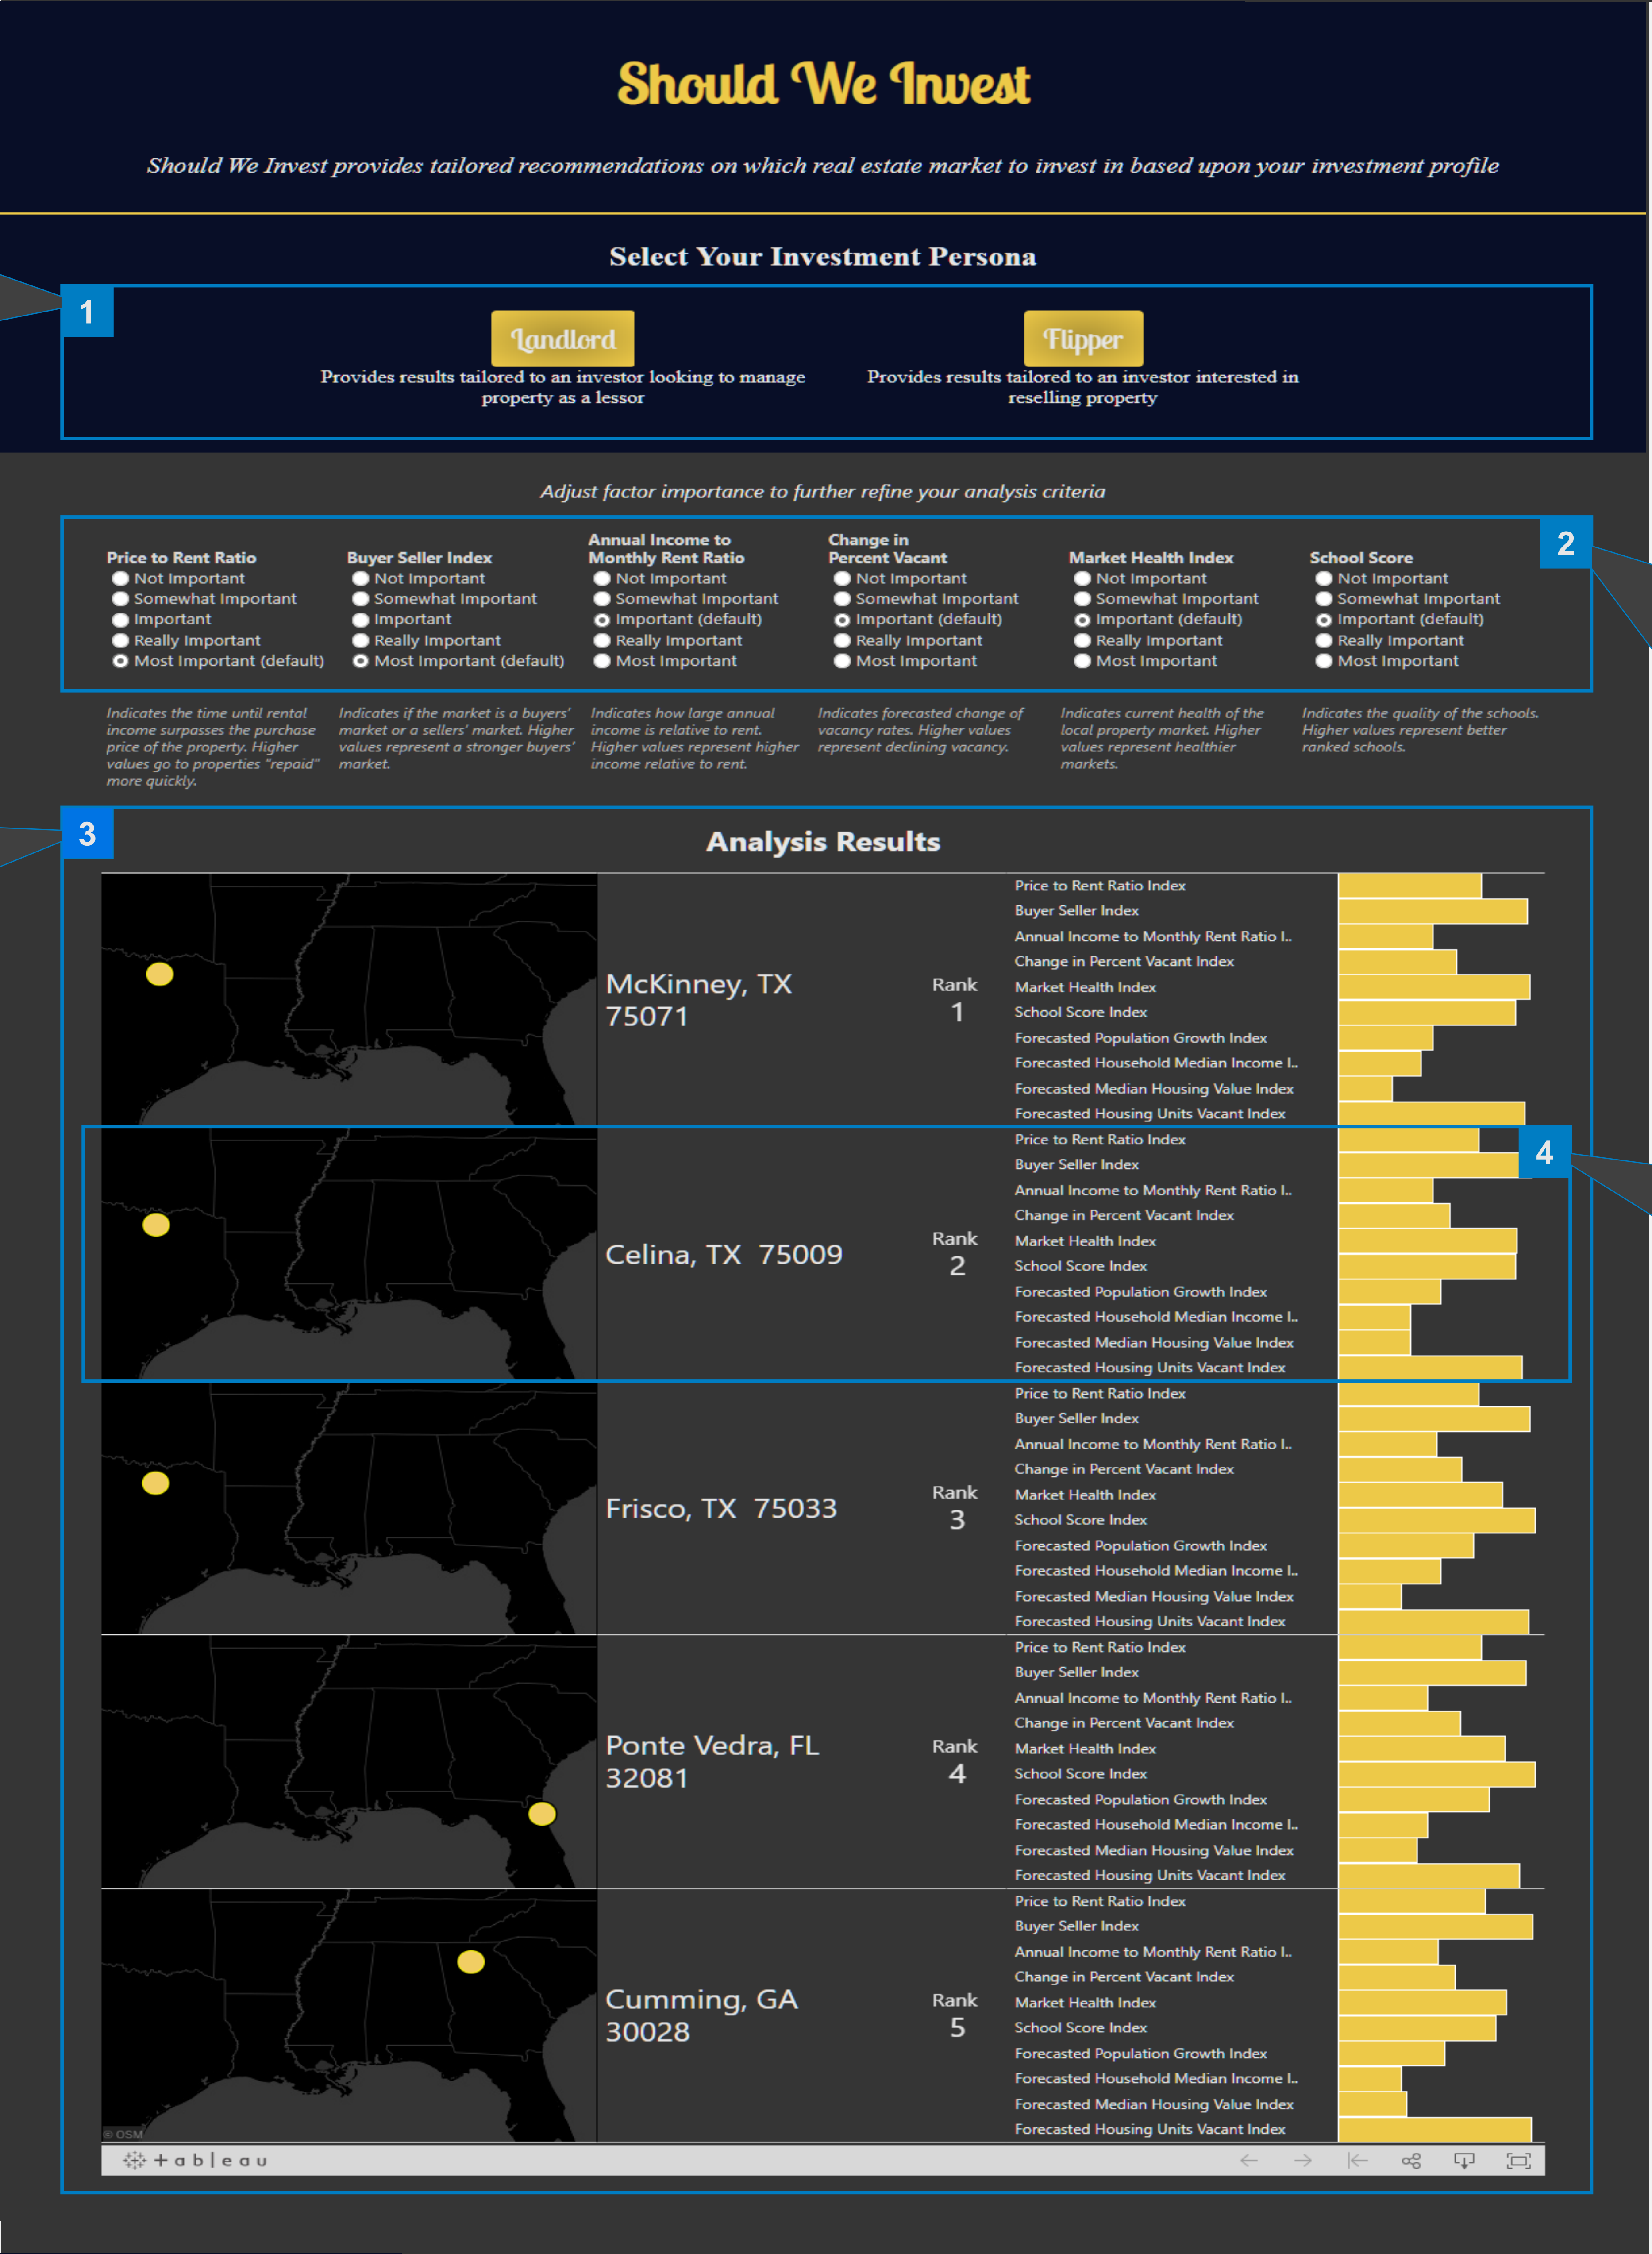 Should We Invest
Should We Invest provides tailored recommendations on which real estate market to invest in based upon your investment profile
Select Your Investment Persona
1
Landlord
Provides results tailored to an investor looking to manage
property as a lessor
Flipper
Provides results tailored to an investor interested in
reselling property
Adjust factor importance to further refine your analysis criteria
2
Price to Rent Ratio
Not Important
Somewhat Important
Important
Really Important
Most Important (default)
Buyer Seller Index
Not Important
Somewhat Important
Important
Really Important
Most Important (default)
Annual Income to
Monthly Rent Ratio
Not Important
Somewhat Important
Important (default)
Really Important
Most Important
Change in
Percent Vacant
Not Important
Somewhat Important
Important (default)
Really Important
Most Important
Market Health Index
Not Important
Somewhat Important
Important (default)
Really Important
Most Important
School Score
Not Important
Somewhat Important
Important (default)
Really Important
Most Important
Indicates the time until rental
income surpasses the purchase
price of the property. Higher
values go to properties "repaid"
more quickly.
Indicates if the market is a buyers'
market or a sellers' market. Higher
values represent a stronger buyers'
market.
Indicates how large annual
income is relative to rent.
Higher values represent higher
income relative to rent.
Indicates forecasted change of
vacancy rates. Higher values
represent declining vacancy.
Indicates current health of the
local property market. Higher
values represent healthier
markets.
Indicates the quality of the schools.
Higher values represent better
ranked schools.
3
Analysis Results
McKinney, TX
75071
Rank
1
Price to Rent Ratio Index
Buyer Seller Index
Annual Income to Monthly Rent Ratio I..
Change in Percent Vacant Index
Market Health Index
School Score Index
Forecasted Population Growth Index
Forecasted Household Median Income I..
Forecasted Median Housing Value Index
Forecasted Housing Units Vacant Index
4
Celina, TX 75009
Rank
2
Price to Rent Ratio Index
Buyer Seller Index
Annual Income to Monthly Rent Ratio I..
Change in Percent Vacant Index
Market Health Index
School Score Index
Forecasted Population Growth Index
Forecasted Household Median Income I..
Forecasted Median Housing Value Index
Forecasted Housing Units Vacant Index
Frisco, TX 75033
Rank
3
Price to Rent Ratio Index
Buyer Seller Index
Annual Income to Monthly Rent Ratio I..
Change in Percent Vacant Index
Market Health Index
School Score Index
Forecasted Population Growth Index
Forecasted Household Median Income I..
Forecasted Median Housing Value Index
Forecasted Housing Units Vacant Index
Ponte Vedra, FL
32081
Rank
4
Price to Rent Ratio Index
Buyer Seller Index
Annual Income to Monthly Rent Ratio I..
Change in Percent Vacant Index
Market Health Index
School Score Index
Forecasted Population Growth Index
Forecasted Household Median Income I..
Forecasted Median Housing Value Index
Forecasted Housing Units Vacant Index
Cumming, GA
30028
Rank
5
Price to Rent Ratio Index
Buyer Seller Index
Annual Income to Monthly Rent Ratio I..
Change in Percent Vacant Index
Market Health Index
School Score Index
Forecasted Population Growth Index
Forecasted Household Median Income I..
Forecasted Median Housing Value Index
Forecasted Housing Units Vacant Index
© OSM
+ableau